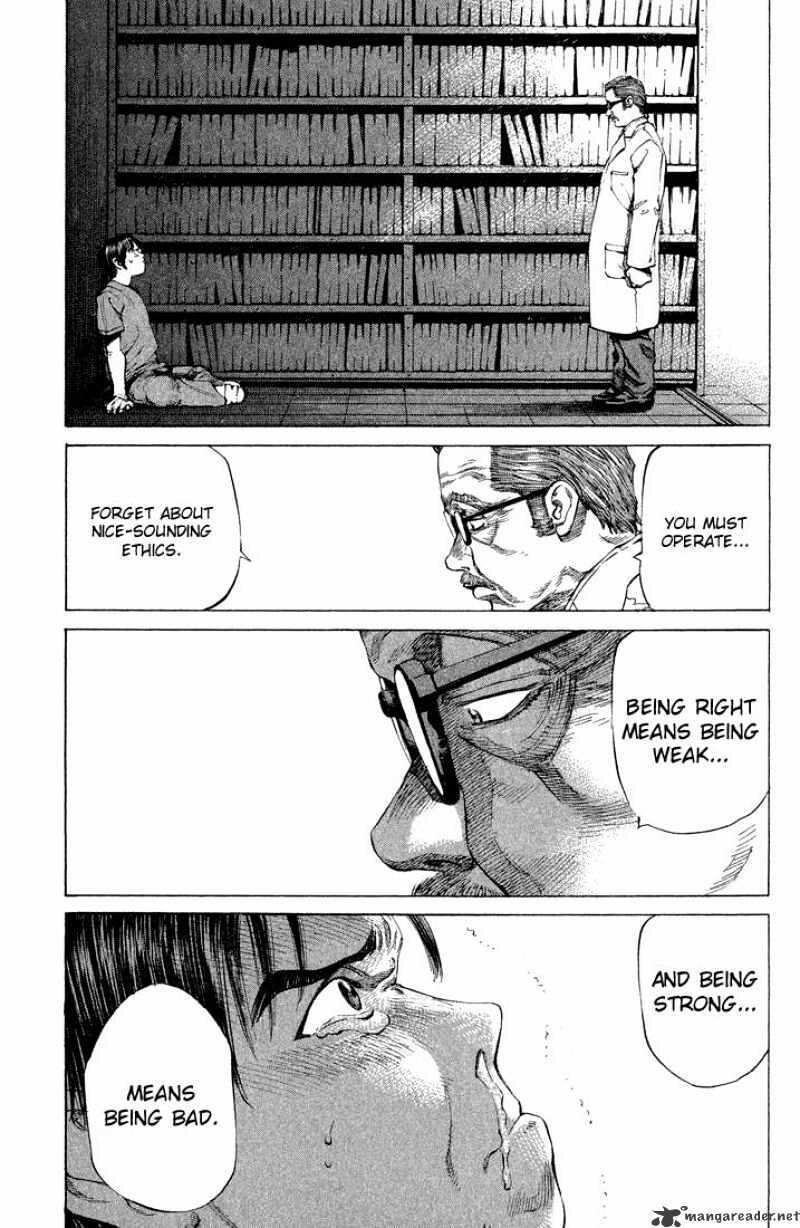 YOU MUST
OPERATE...
FORGET ABOUT
NICE-SOUNDING
ETHICS.
BEING RIGHT
MEANS BEING
WEAK...
AND BEING
STRONG...
MEANS
BEING BAD.
mangareader.net